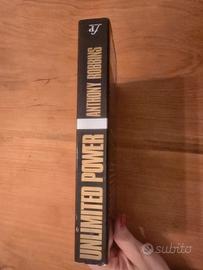 UNLIMITED POWER
ANTHONY ROBBINS
subito